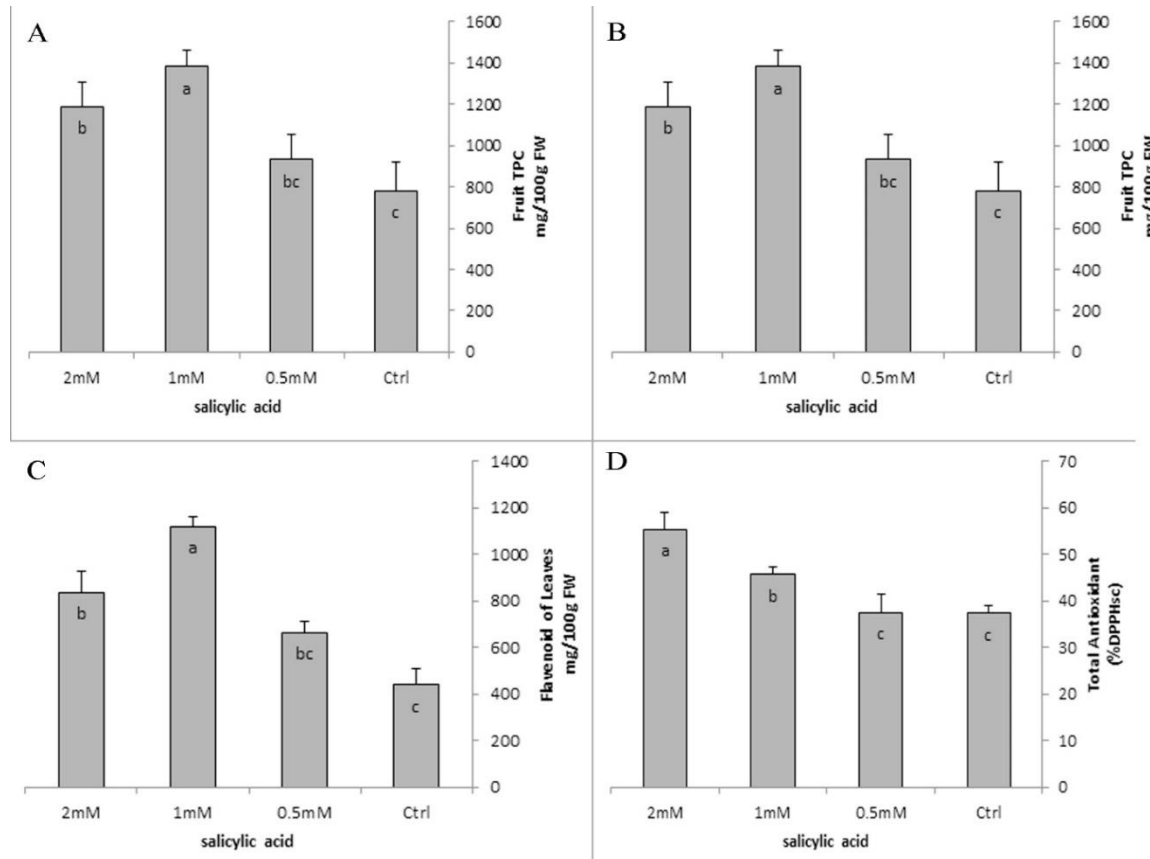 A
1600
1400
1200
1000
800
600
400
200
0
Fruit TPC
mg/100g FW
b
a
bc
c
2mM 1mM 0.5mM Ctrl
salicylic acid
B
1600
1400
1200
1000
800
600
400
200
0
Fruit TPC
mg/100g FW
b
a
bc
c
2mM 1mM 0.5mM Ctrl
salicylic acid
C
1400
1200
1000
800
600
400
200
0
Flavenoid of Leaves
mg/100g FW
b
a
bc
c
2mM 1mM 0.5mM Ctrl
salicylic acid
D
70
60
50
40
30
20
10
0
Total Antioxidant
(%DPPHsc)
a
b
c
c
2mM 1mM 0.5mM Ctrl
salicylic acid